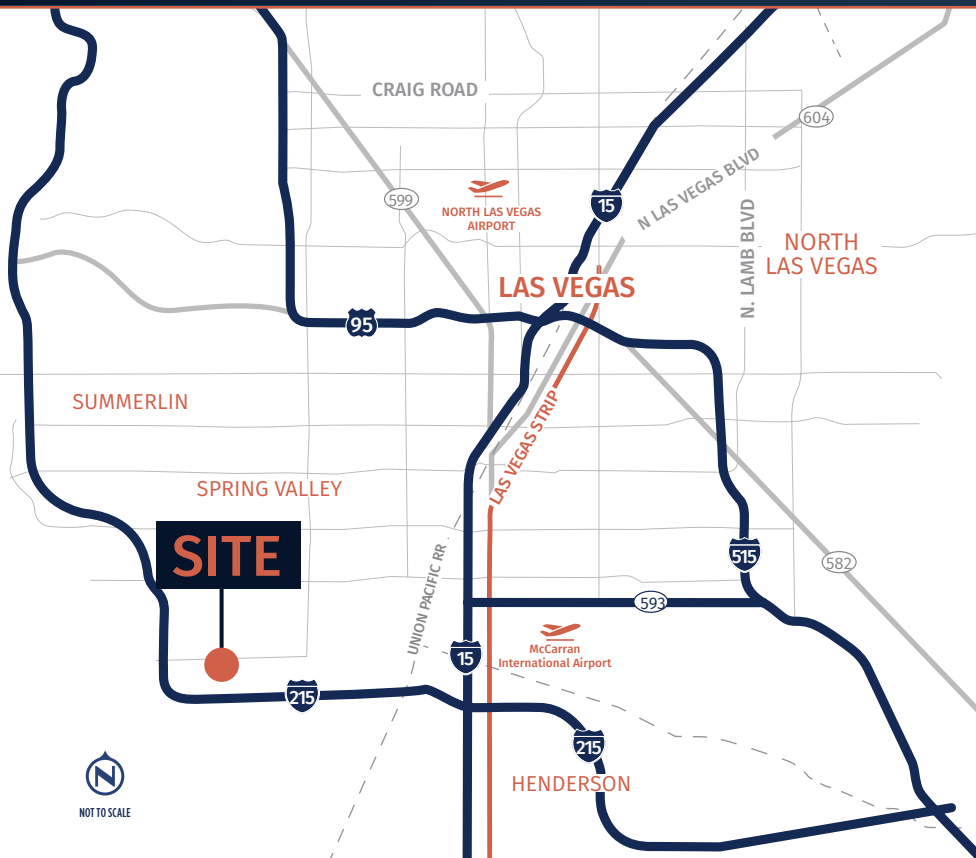 CRAIG ROAD
604
N LAS VEGAS BLVD
599
15
NORTH LAS VEGAS
AIRPORT
N. LAMB BLVD
NORTH
LAS VEGAS
LAS VEGAS
95
SUMMERLIN
LAS VEGAS STRIP
SPRING VALLEY
SITE
515
582
UNION PACIFIC RR
593
15
McCarran
International Airport
215
215
HENDERSON
N
NOT TO SCALE